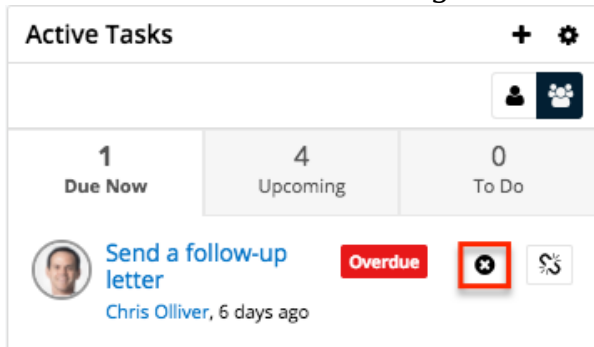 Active Tasks
1 4 0
Due Now Upcoming To Do
Send a follow-up Overdue
letter
Chris Olliver, 6 days ago